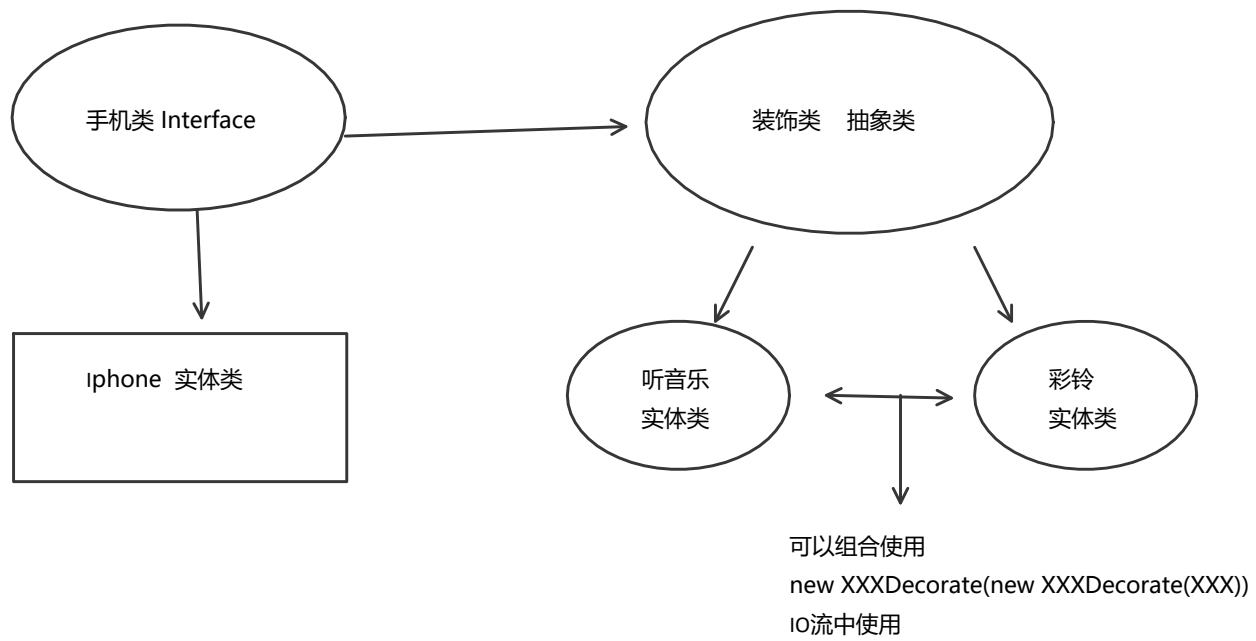 手机类 Interface
装饰类 抽象类
Iphone 实体类
听音乐
实体类
彩铃
实体类
可以组合使用
new XXXDecorate(new XXXDecorate(XXX))
IO流中使用